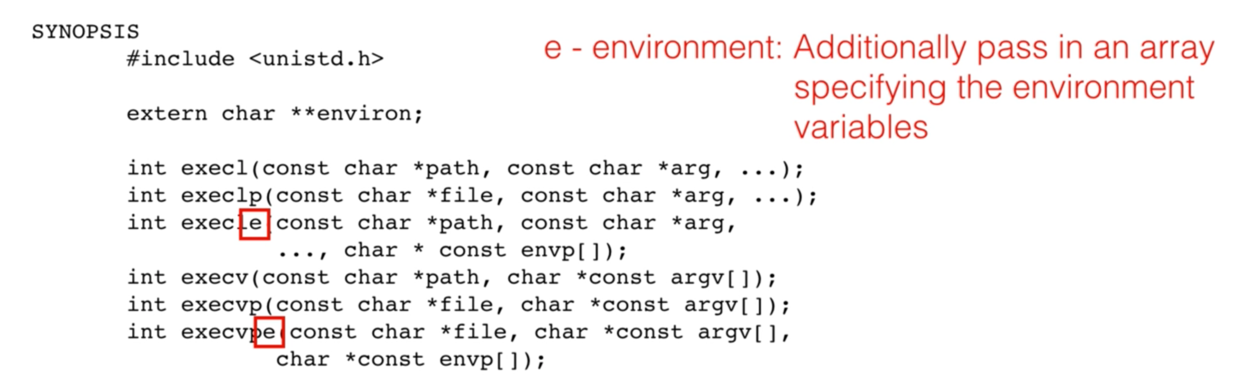 SYNOPSIS
#include <unistd.h>
e - environment: Additionally pass in an array
specifying the environment
variables
extern char **environ;
int execl(const char *path, const char *arg, ...);
int execlp(const char *file, const char *arg, ...);
int execle(const char *path, const char *arg,
..., char * const envp[]);
int execv(const char *path, char *const argv[]);
int execvp(const char *file, char *const argv[]);
int execvpe(const char *file, char *const argv[],
char *const envp[]);